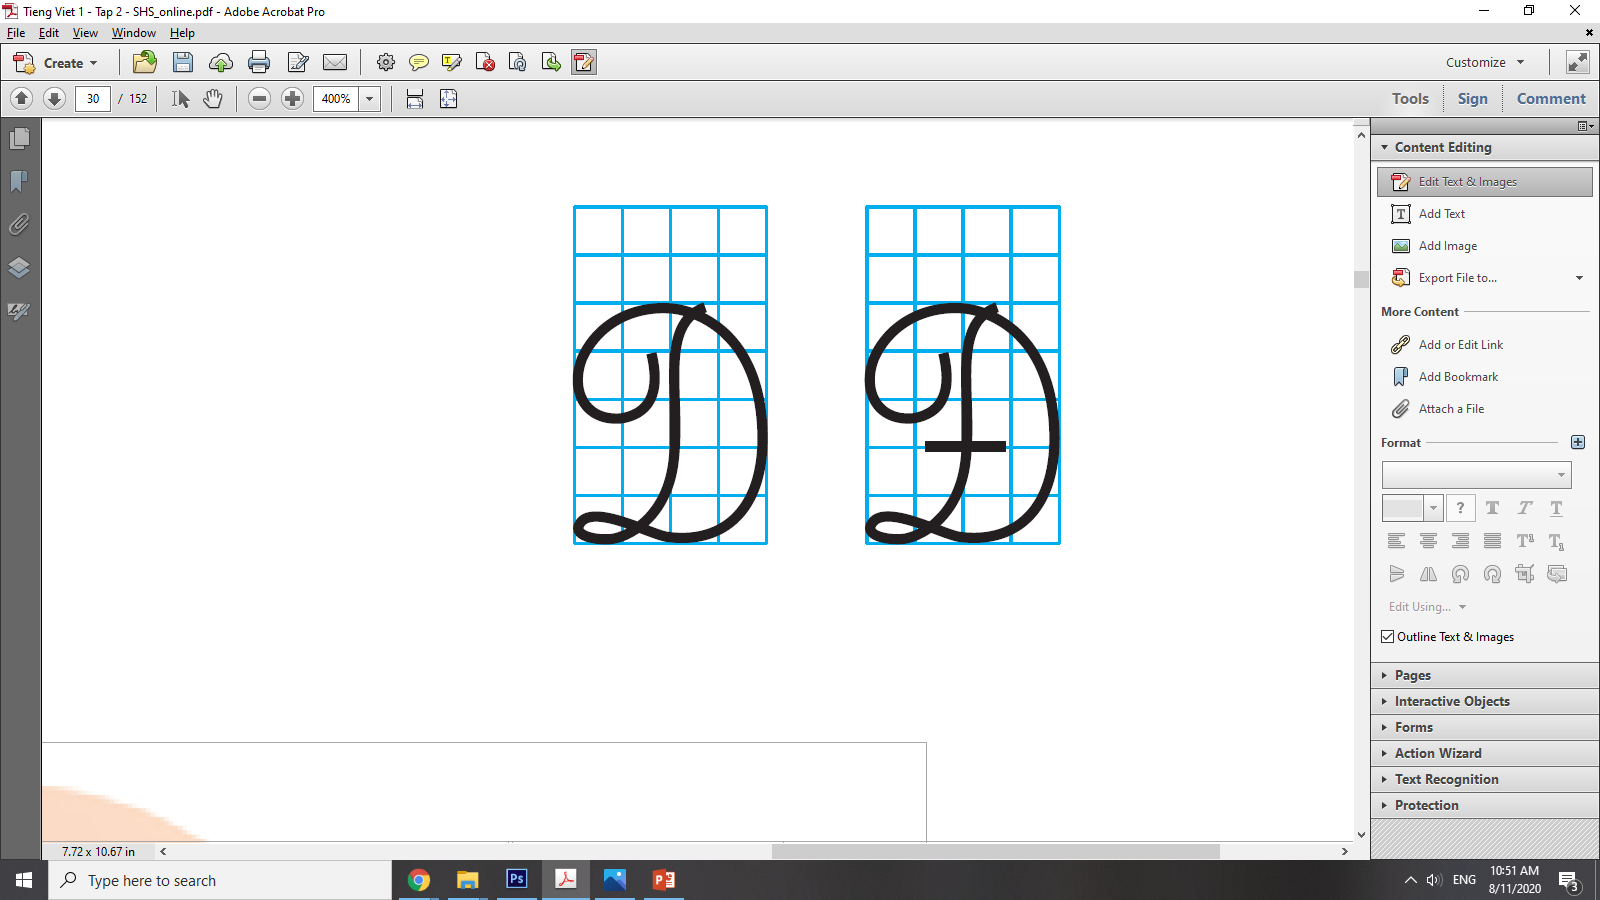 Tieng Viet 1 - Tap 2 - SHS_online.pdf - Adobe Acrobat Pro
File Edit View Window Help
Create
Customize
30 / 152
400%
Tools Sign Comment
Content Editing
Edit Text & Images
Add Text
Add Image
Export File to...
More Content
Add or Edit Link
Add Bookmark
Attach a File
Format
Edit Using...
Outline Text & Images
Pages
Interactive Objects
Forms
Action Wizard
Text Recognition
Protection
D Đ
7.72 x 10.67 in
Type here to search
Ps
ENG
10:51 AM
8/11/2020
3